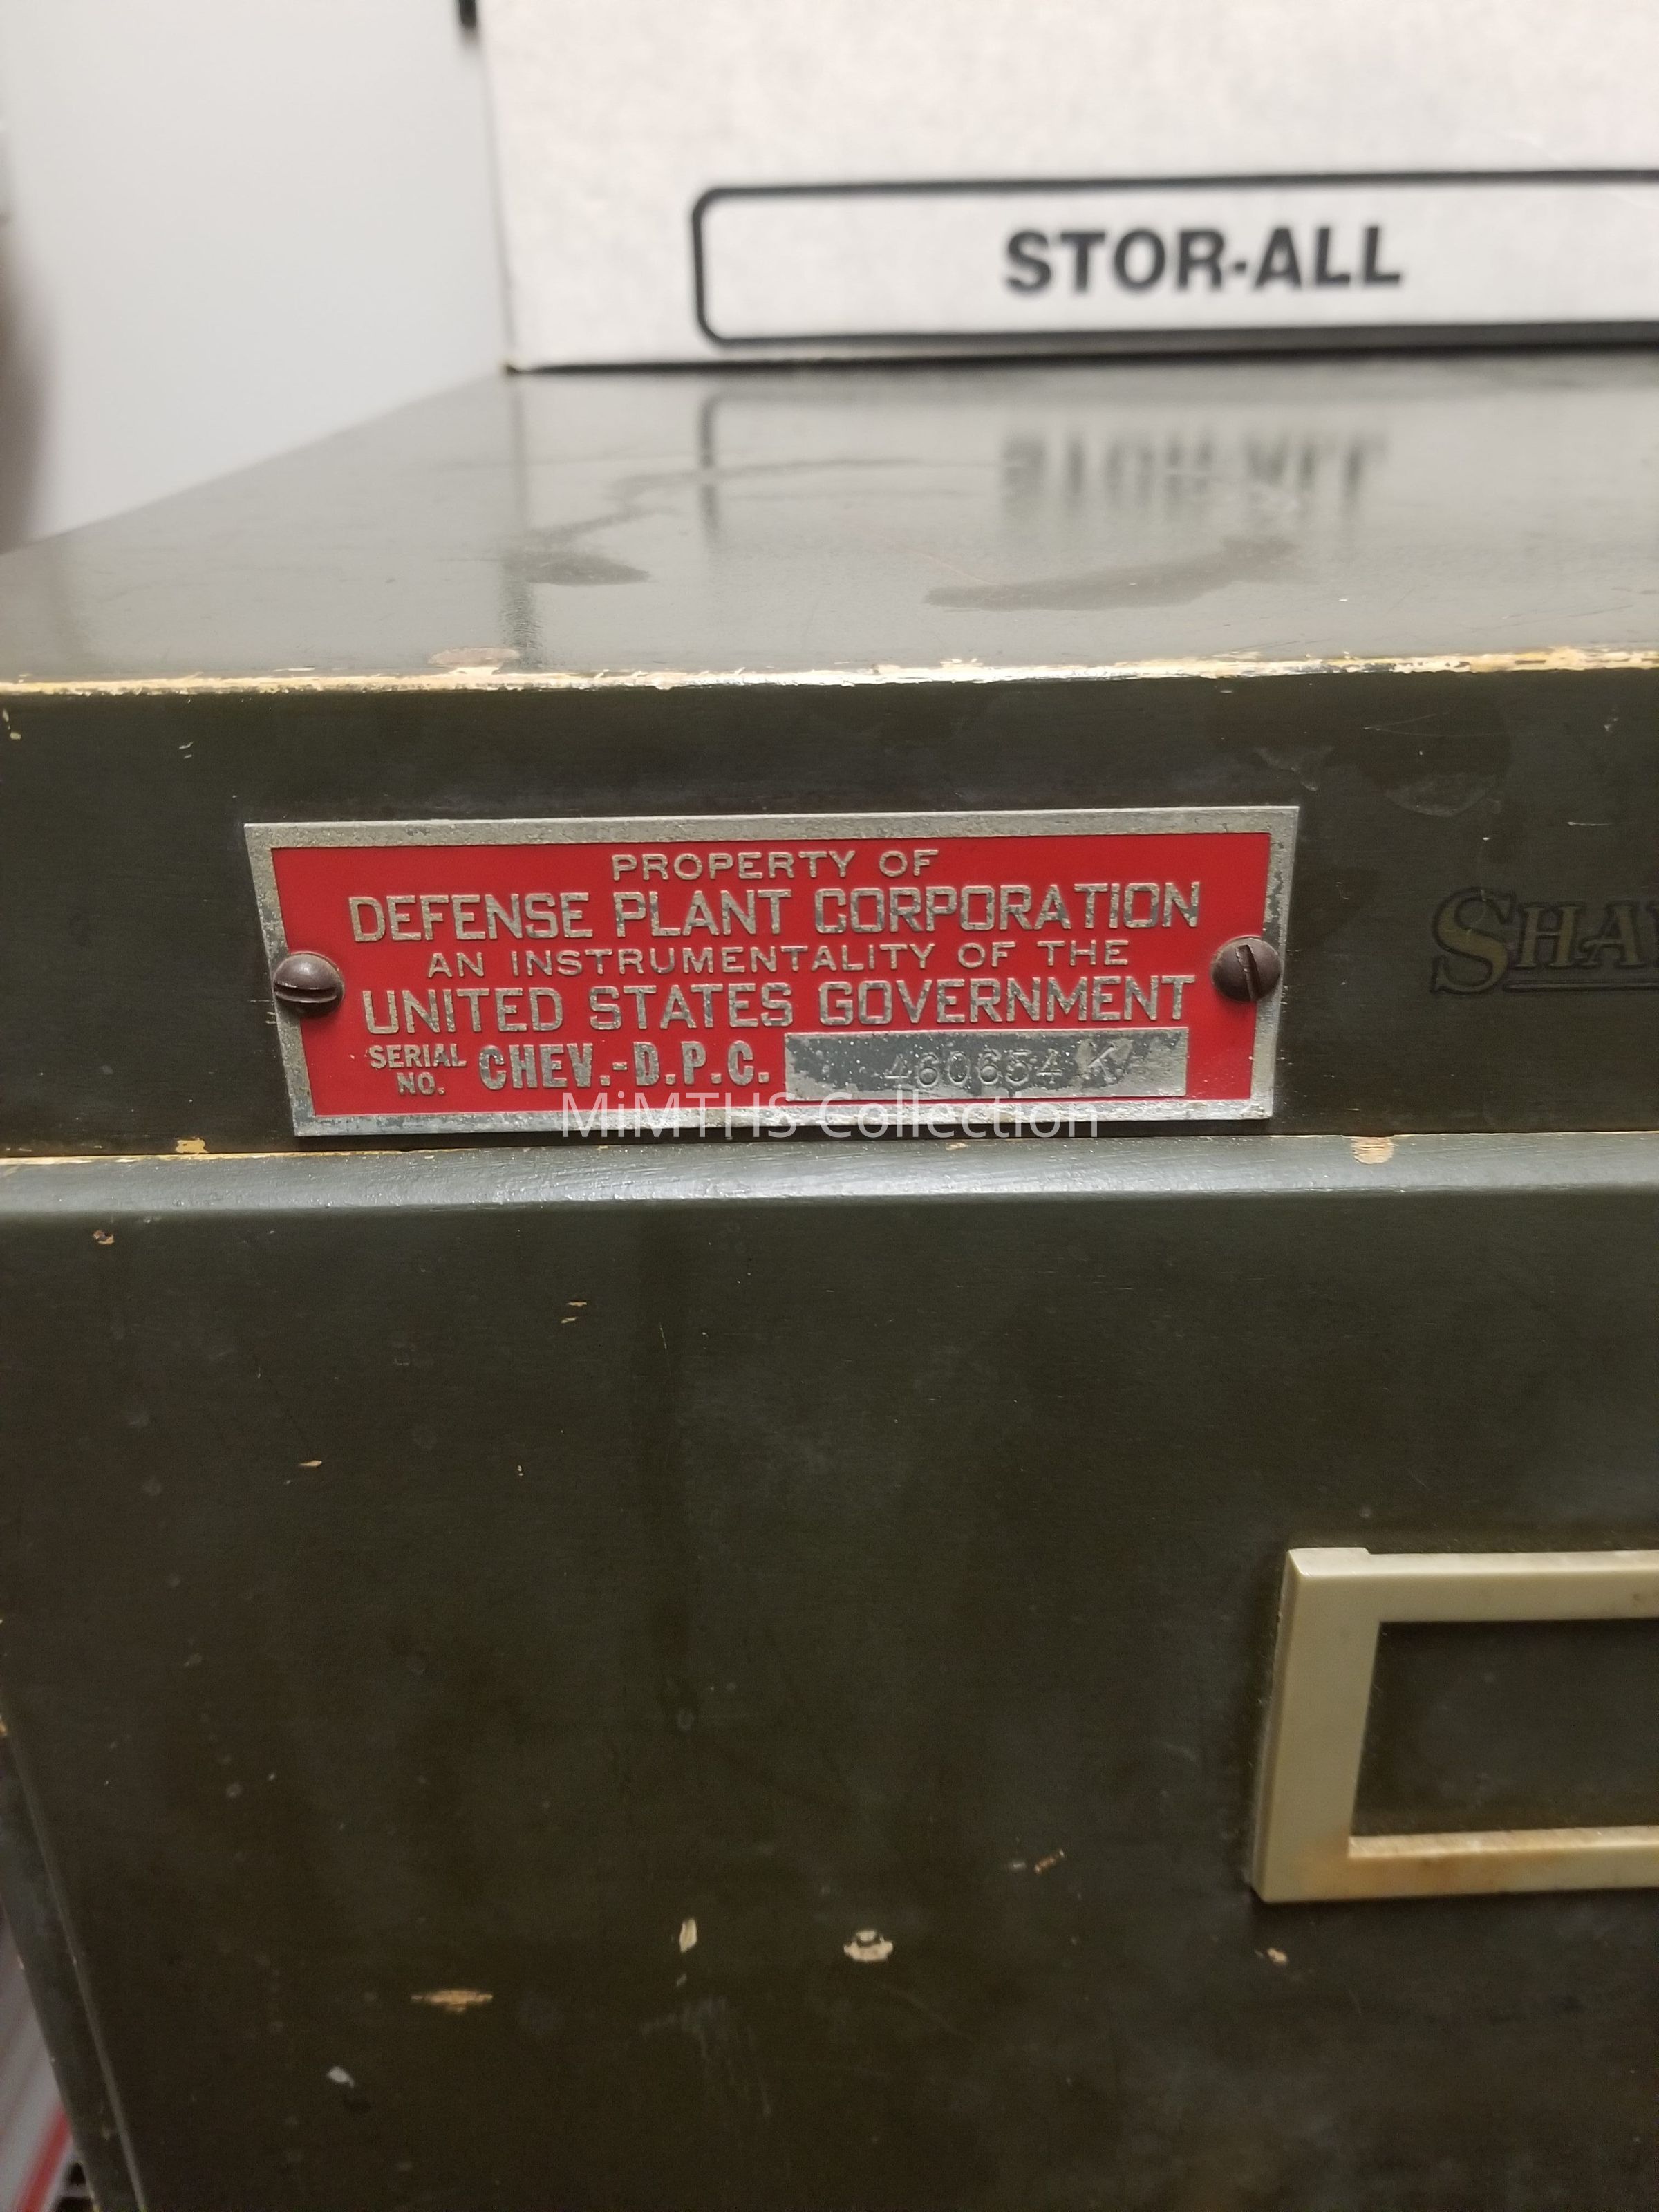 STOR-ALL
PROPERTY OF
DEFENSE PLANT CORPORATION
AN INSTRUMENTALITY OF THE
UNITED STATES GOVERNMENT
SERIAL NO. CHEV.-D.P.C. 460654 K
MiMTHS Collection